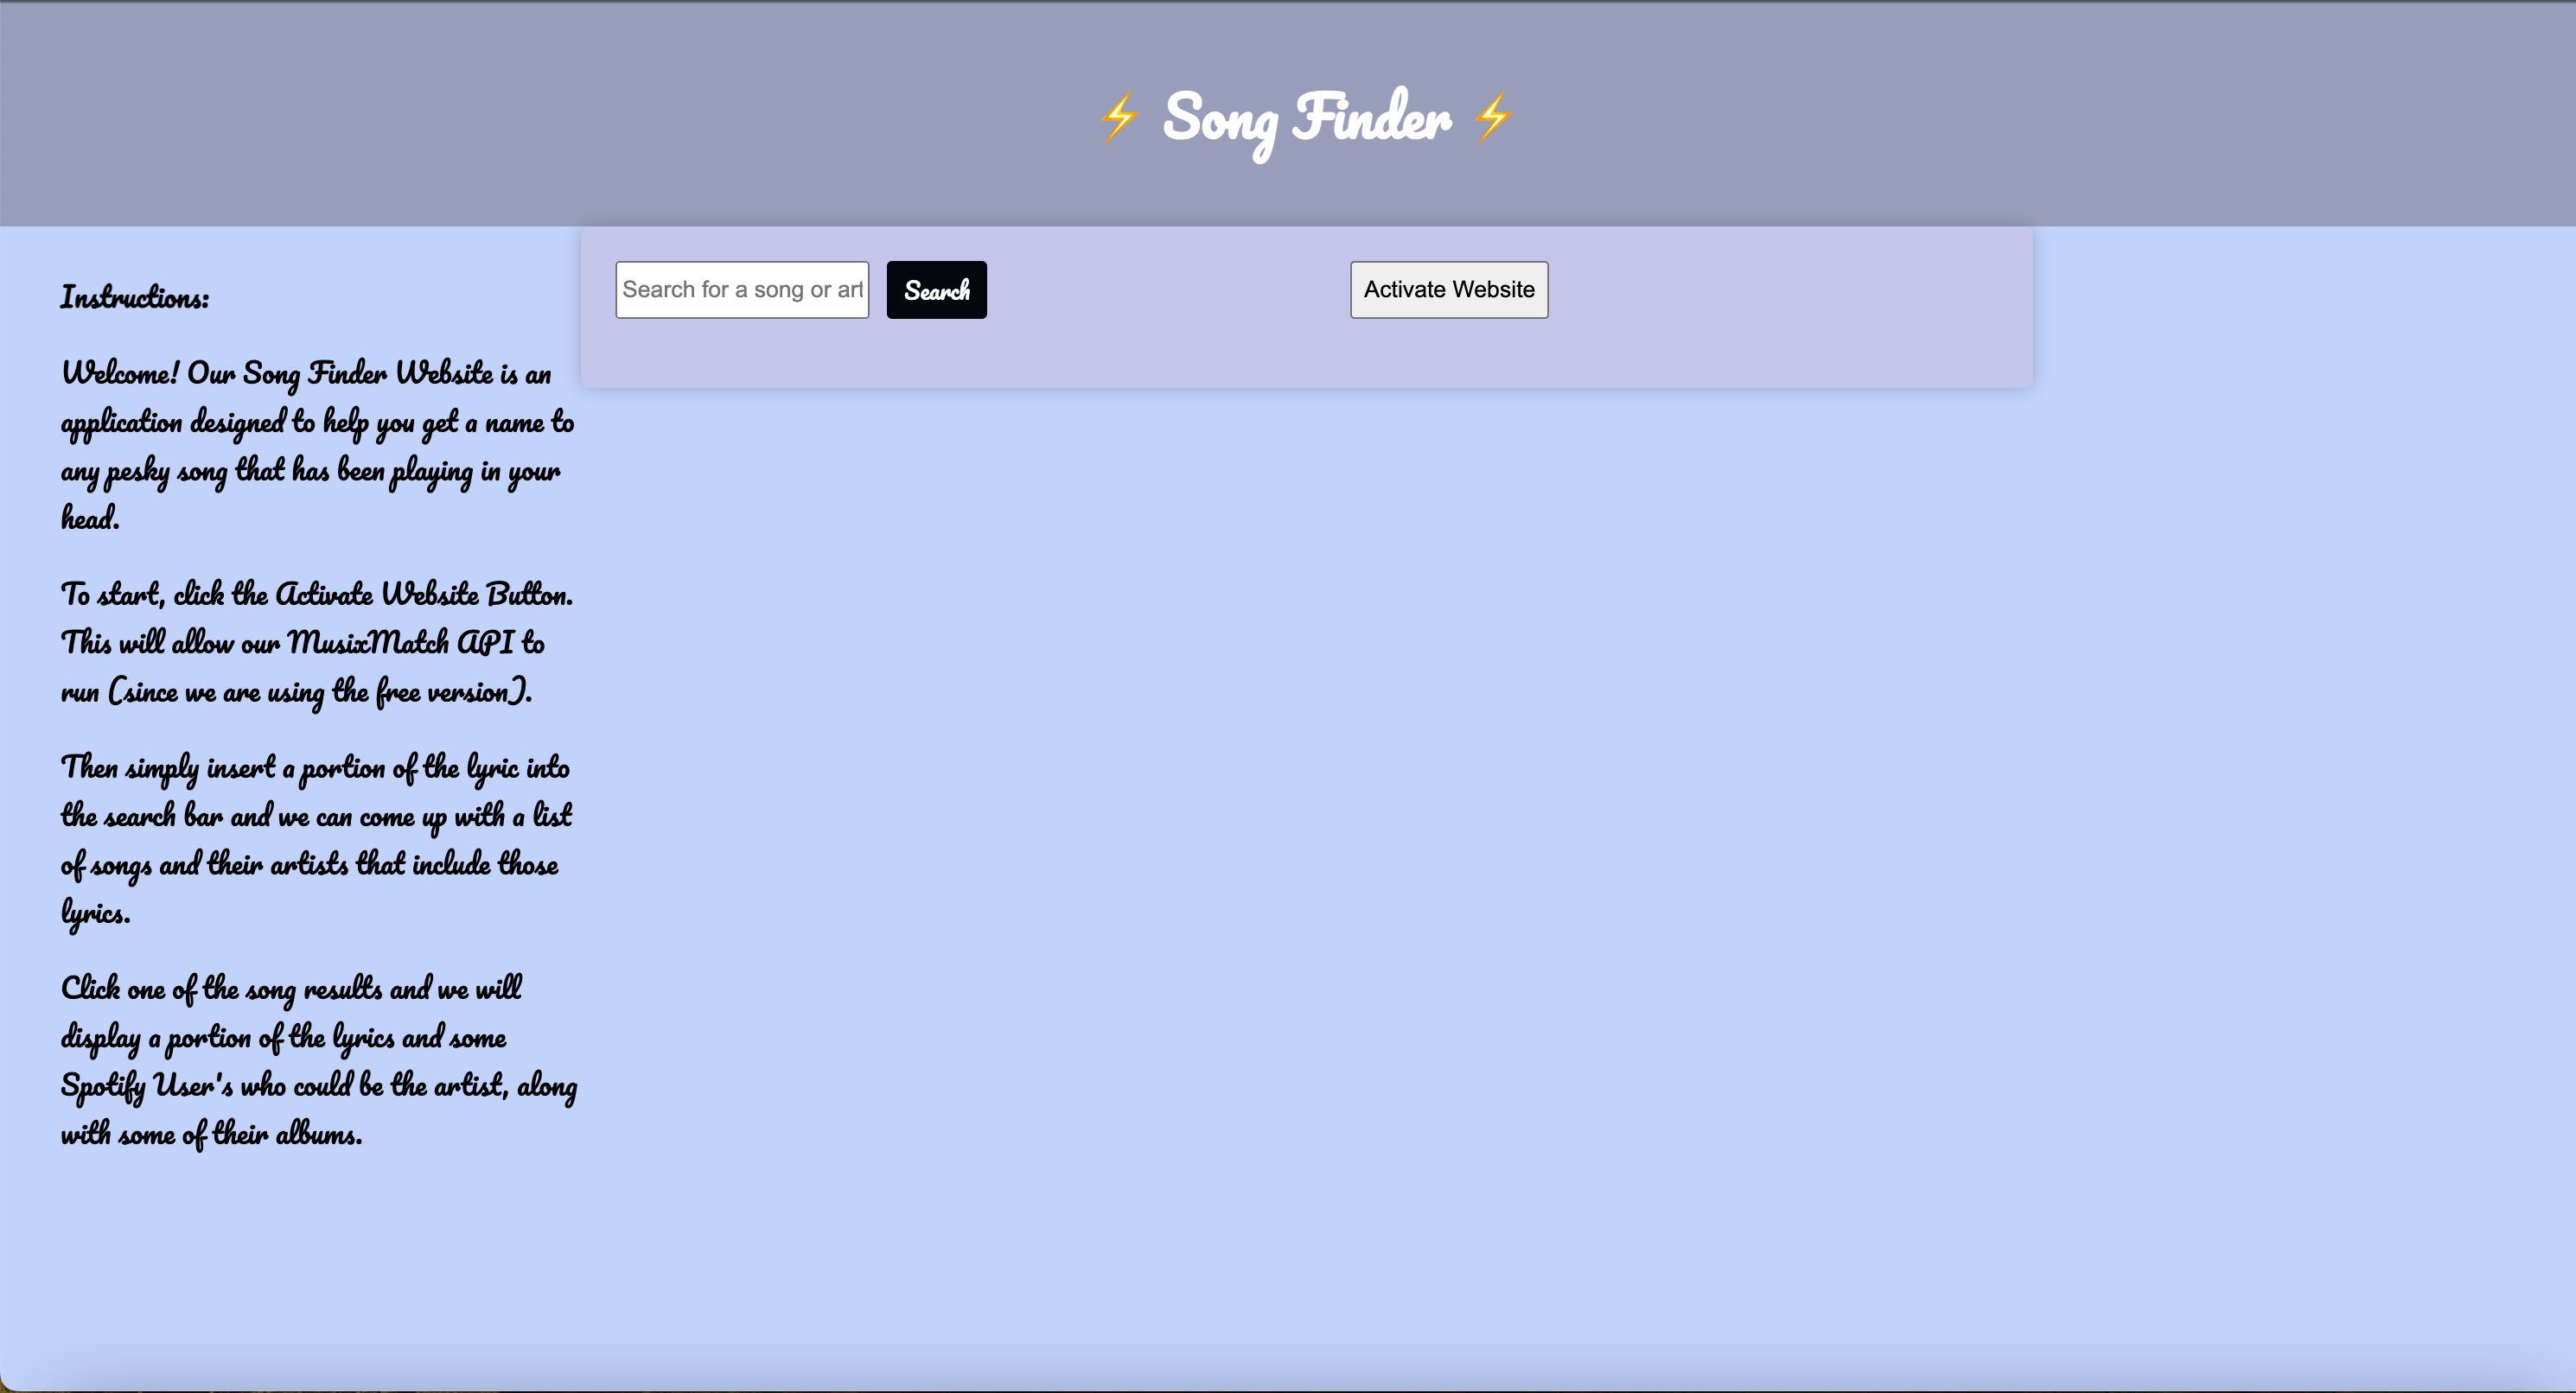 ⚡ Song Finder ⚡
Instructions:
Welcome! Our Song Finder Website is an
application designed to help you get a name to
any pesky song that has been playing in your
head.
To start, click the Activate Website Button.
This will allow our MusixMatch API to
run (since we are using the free version).
Then simply insert a portion of the lyric into
the search bar and we can come up with a list
of songs and their artists that include those
lyrics.
Click one of the song results and we will
display a portion of the lyrics and some
Spotify User's who could be the artist, along
with some of their albums.
Search for a song or art
Search
Activate Website